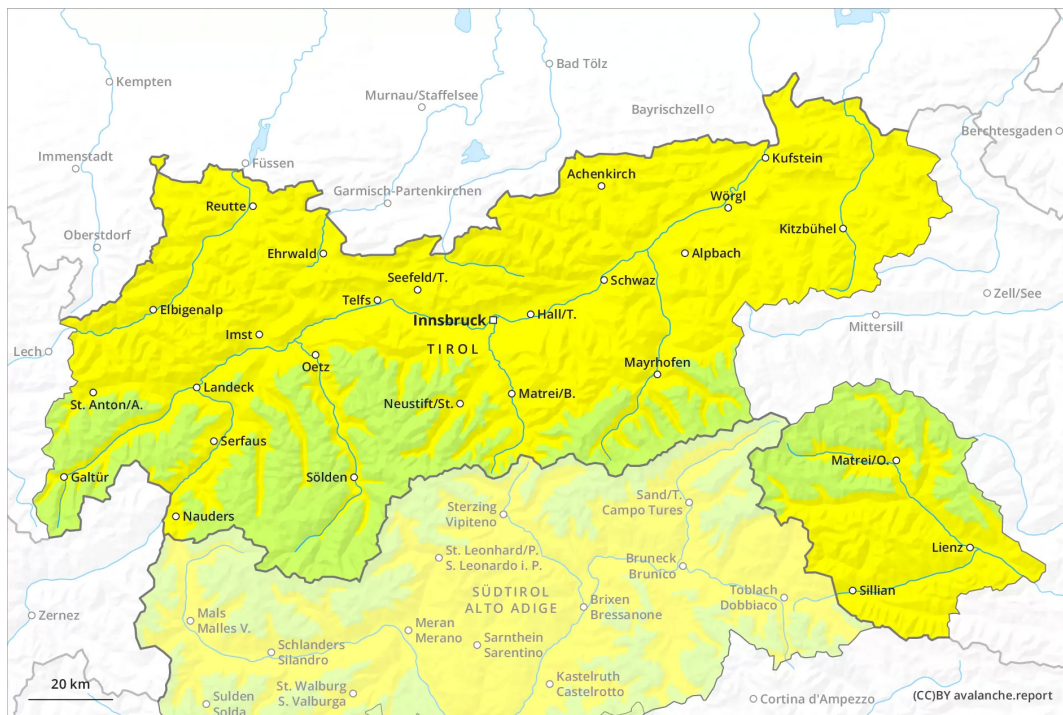 Kempten
Bad Tölz
Murnau/Staffelsee
Bayrischzell
Berchtesgaden
Immenstadt
Füssen
Kufstein
Achenkirch
Garmisch-Partenkirchen
Reutte
Wörgl
Oberstdorf
Kitzbühel
Ehrwald
Alpbach
Seefeld/T.
Schwaz
Zell/See
Telfs
Elbigenalp
Innsbruck
Hall/T.
Mittersill
Imst
Lech
TIROL
Oetz
Mayrhofen
Landeck
St. Anton/A.
Neustift/St.
Matrei/B.
Serfaus
Matrei/O.
Galtür
Sölden
Sterzing
Vipiteno
Sand/T.
Campo Tures
Nauders
Lienz
St. Leonhard/P.
S. Leonardo i. P.
Bruneck
Brunico
Sillian
SÜDTIROL
ALTO ADIGE
Toblach
Dobbiaco
Zernez
Mals
Malles V.
Brixen
Bressanone
Meran
Merano
Schlanders
Silandro
Sarnthein
Sarentino
20 km
St. Walburg
S. Valburga
Kastelruth
Castelrotto
Sulden
Solda
Cortina d'Ampezzo
(CC)BY avalanche.report